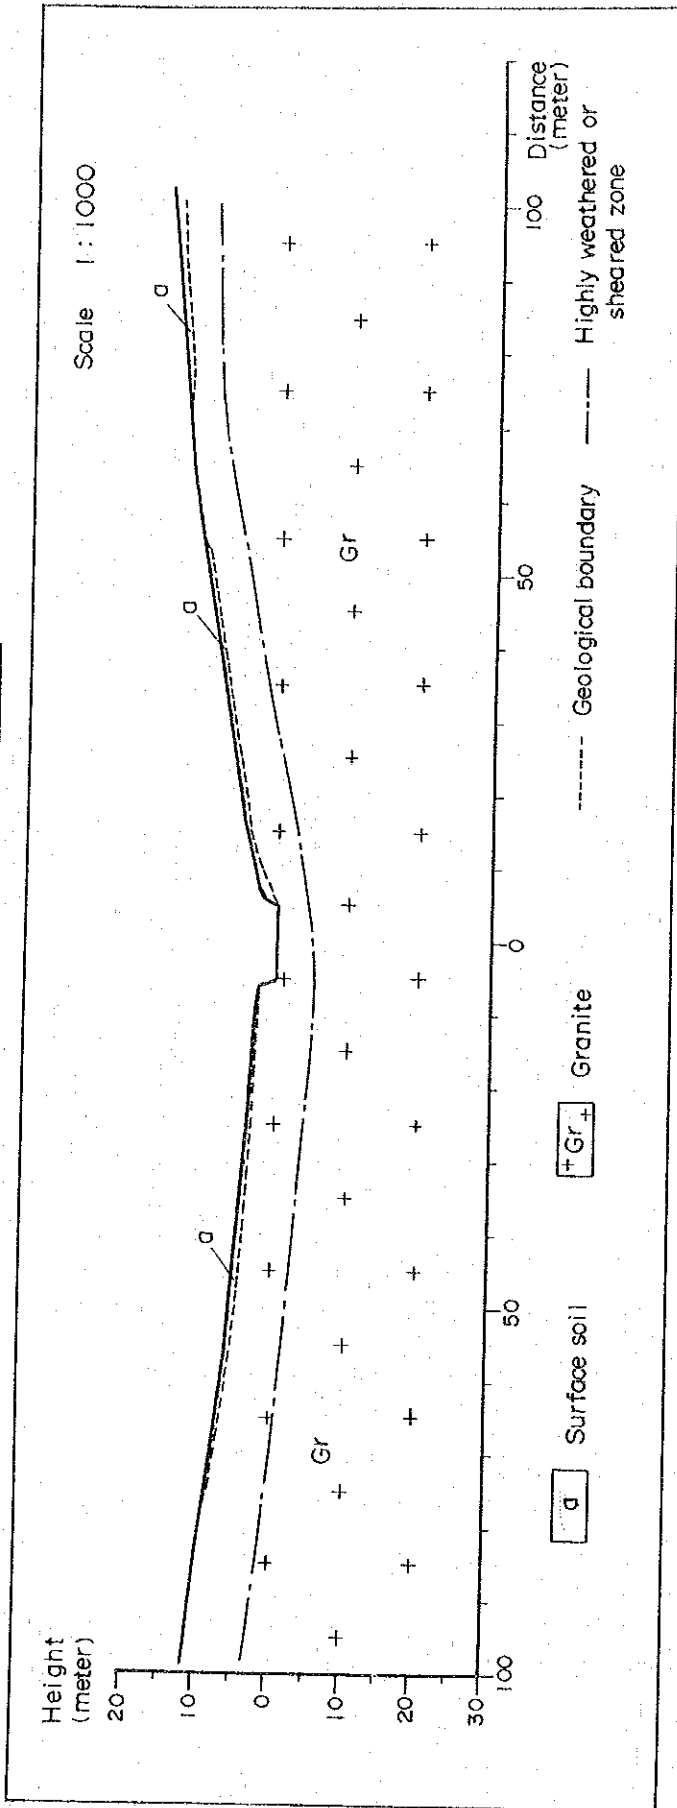 Scale 1:1000
Height
(meter)
20
10
0
10
20
30
a
a
a
Gr
Gr
100
50
0
50
100
Distance
(meter)
a Surface soil
+Gr+ Granite
Geological boundary
Highly weathered or
sheared zone